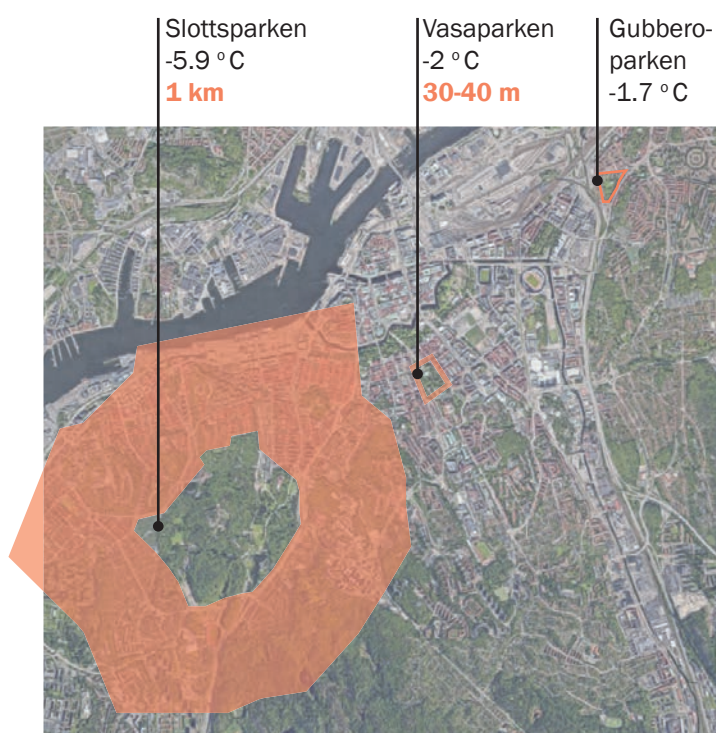 Slottsparken
-5.9 °C
1 km
Vasaparken
-2 °C
30-40 m
Gubbero-
parken
-1.7 °C